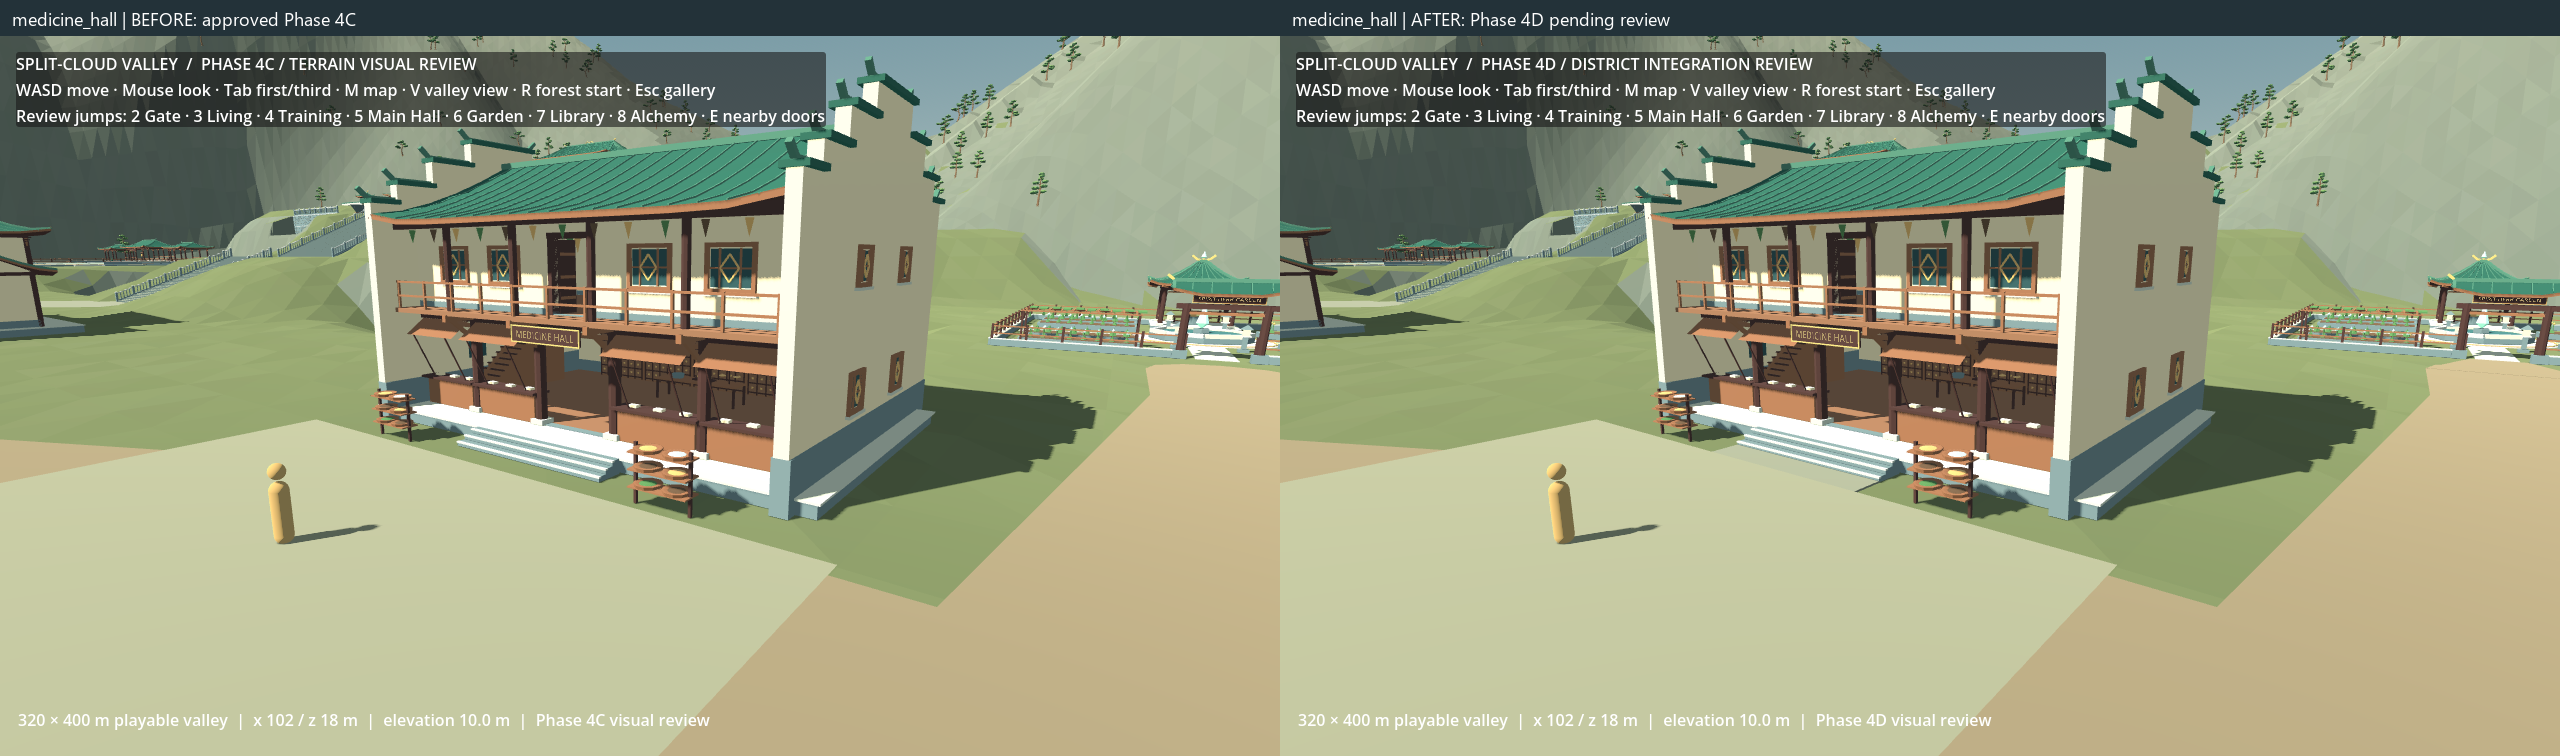 medicine_hall | BEFORE: approved Phase 4C
SPLIT-CLOUD VALLEY / PHASE 4C / TERRAIN VISUAL REVIEW
WASD move · Mouse look · Tab first/third · M map · V valley view · R forest start · Esc gallery
Review jumps: 2 Gate · 3 Living · 4 Training · 5 Main Hall · 6 Garden · 7 Library · 8 Alchemy · E nearby doors
MEDICINE HALL
320 × 400 m playable valley | x 102 / z 18 m | elevation 10.0 m | Phase 4C visual review
medicine_hall | AFTER: Phase 4D pending review
SPLIT-CLOUD VALLEY / PHASE 4D / DISTRICT INTEGRATION REVIEW
WASD move · Mouse look · Tab first/third · M map · V valley view · R forest start · Esc gallery
Review jumps: 2 Gate · 3 Living · 4 Training · 5 Main Hall · 6 Garden · 7 Library · 8 Alchemy · E nearby doors
MEDICINE HALL
320 × 400 m playable valley | x 102 / z 18 m | elevation 10.0 m | Phase 4D visual review